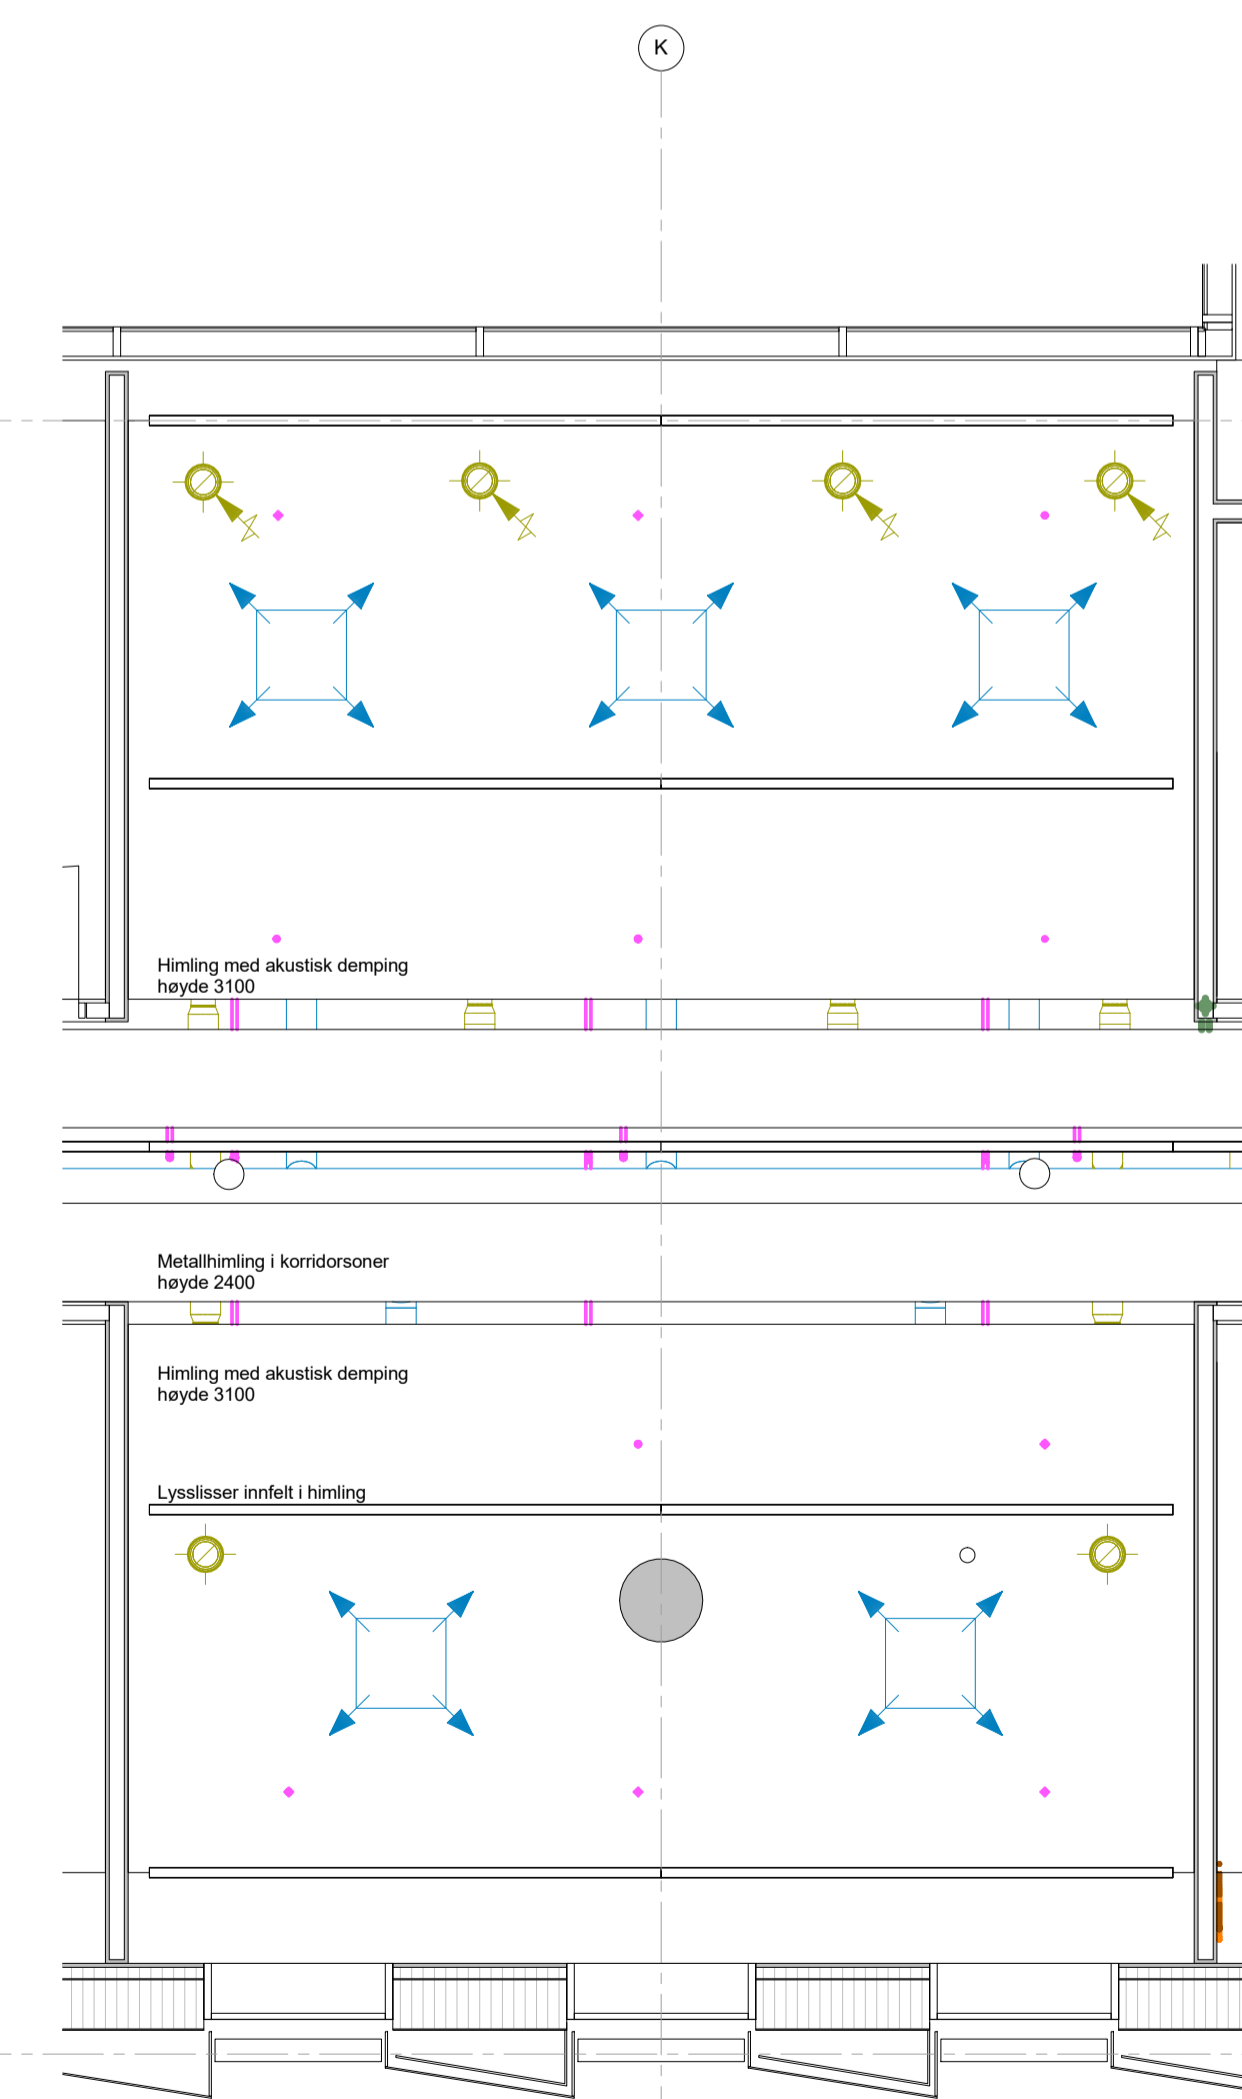 K
Himling med akustisk demping
høyde 3100
Metallhimling i korridorsoner
høyde 2400
Himling med akustisk demping
høyde 3100
Lysslisser innfelt i himling